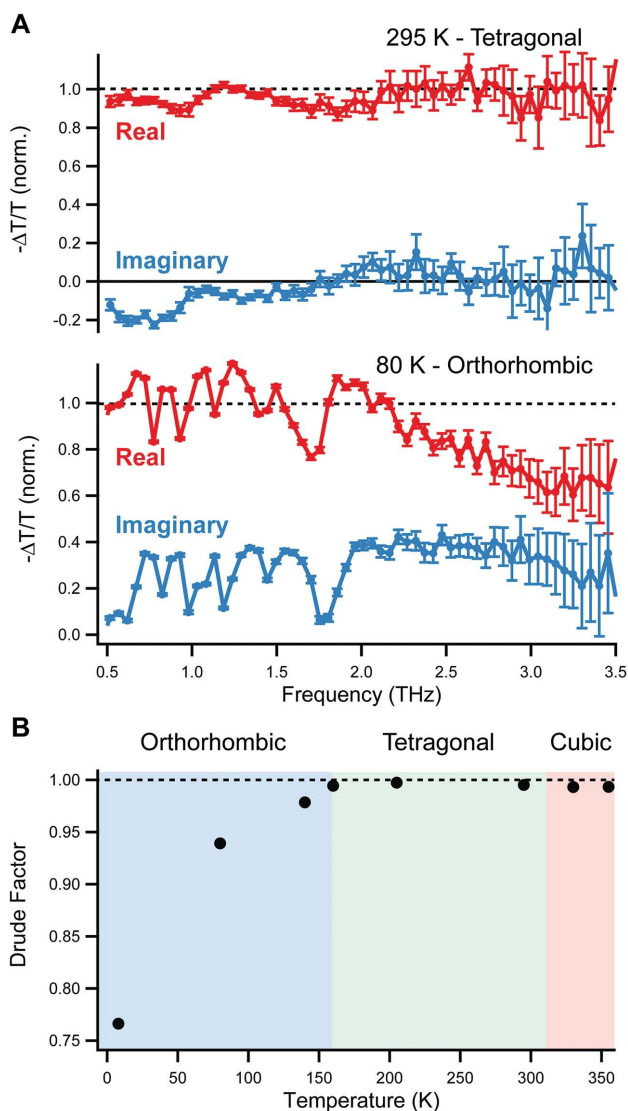 A
295 K - Tetragonal
-ΔT/T (norm.)
1.0
0.8
0.6
0.4
0.2
0.0
-0.2
Real
Imaginary
80 K - Orthorhombic
-ΔT/T (norm.)
1.0
0.8
0.6
0.4
0.2
0.0
Real
Imaginary
0.5 1.0 1.5 2.0 2.5 3.0 3.5
Frequency (THz)
B
Orthorhombic Tetragonal Cubic
Drude Factor
1.00
0.95
0.90
0.85
0.80
0.75
0 50 100 150 200 250 300 350
Temperature (K)